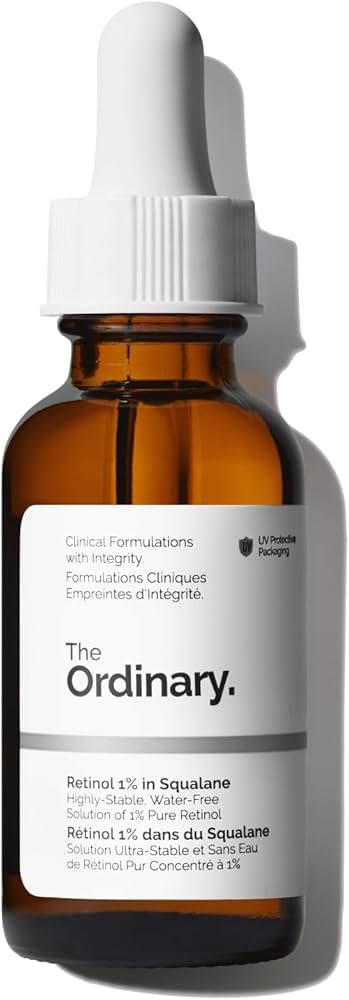 Clinical Formulations
with Integrity.
Formulations Cliniques
Empreintes d'Intégrité.
UV
UV Protective
Packaging
The
Ordinary.
Retinol 1% in Squalane
Highly-Stable, Water-Free
Solution of 1% Pure Retinol
Rétinol 1% dans du Squalane
Solution Ultra-Stable et Sans Eau
de Rétinol Pur Concentré à 1%